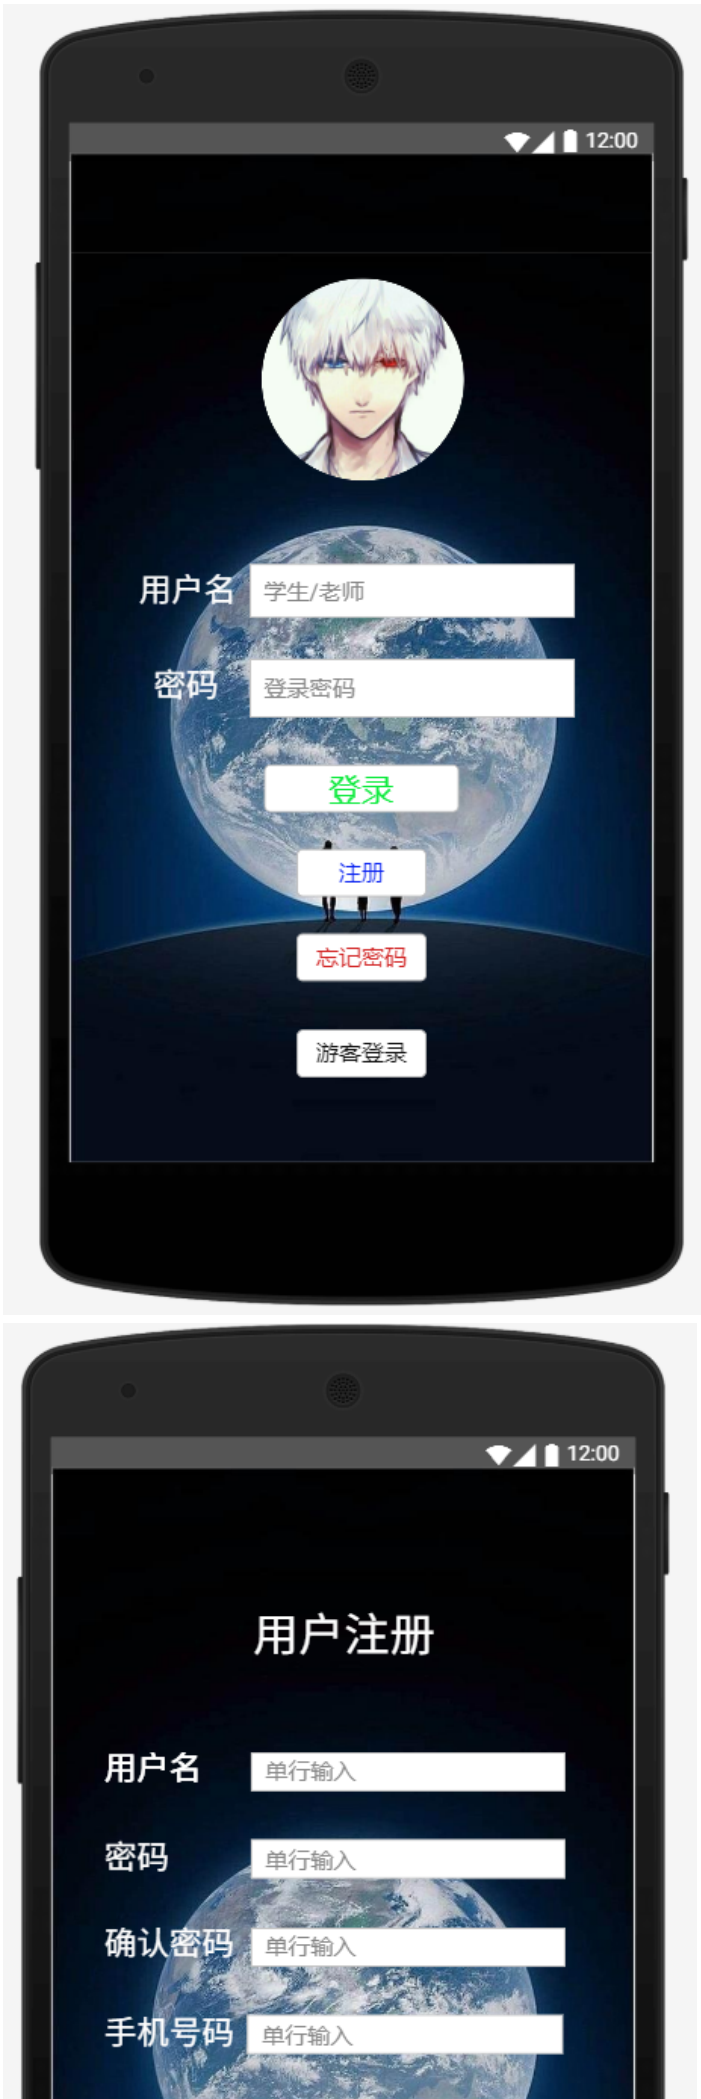 12:00
用户名 学生/老师
密码 登录密码
登录
注册
忘记密码
游客登录
12:00
用户注册
用户名 单行输入
密码 单行输入
确认密码 单行输入
手机号码 单行输入